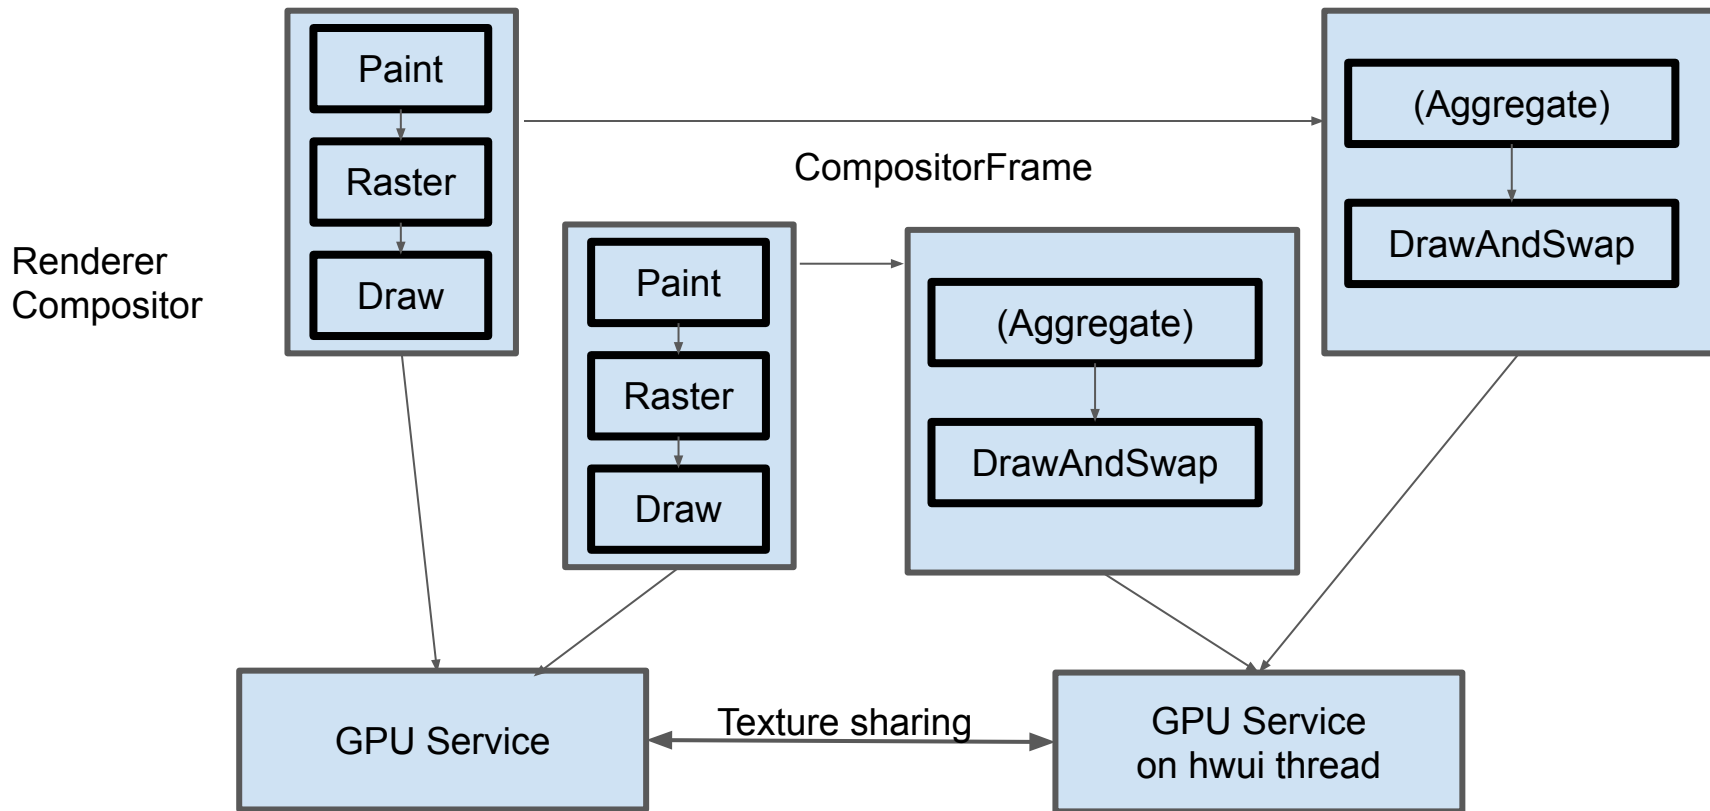 Paint
Raster
Draw
Renderer
Compositor
CompositorFrame
(Aggregate)
DrawAndSwap
Paint
Raster
Draw
(Aggregate)
DrawAndSwap
GPU Service
Texture sharing
GPU Service
on hwui thread